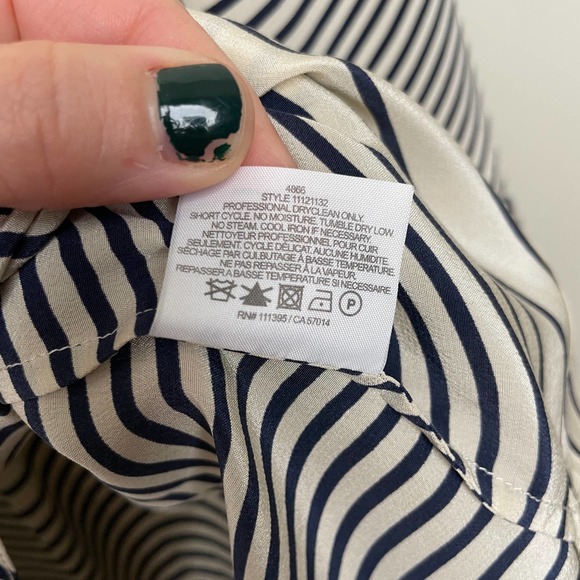 4866
STYLE 11121132
PROFESSIONAL DRYCLEAN ONLY.
SHORT CYCLE. NO MOISTURE. TUMBLE DRY LOW.
NO STEAM. COOL IRON IF NECESSARY.
NETTOYEUR PROFESSIONNEL POUR CUIR
SEULEMENT. CYCLE DÉLICAT. AUCUNE HUMIDITÉ.
SÉCHAGE PAR CULBUTAGE À BASSE TEMPÉRATURE.
NE PAS REPASSER À LA VAPEUR.
REPASSER À BASSE TEMPÉRATURE SI NÉCESSAIRE.
P
RN# 111395 / CA 57014